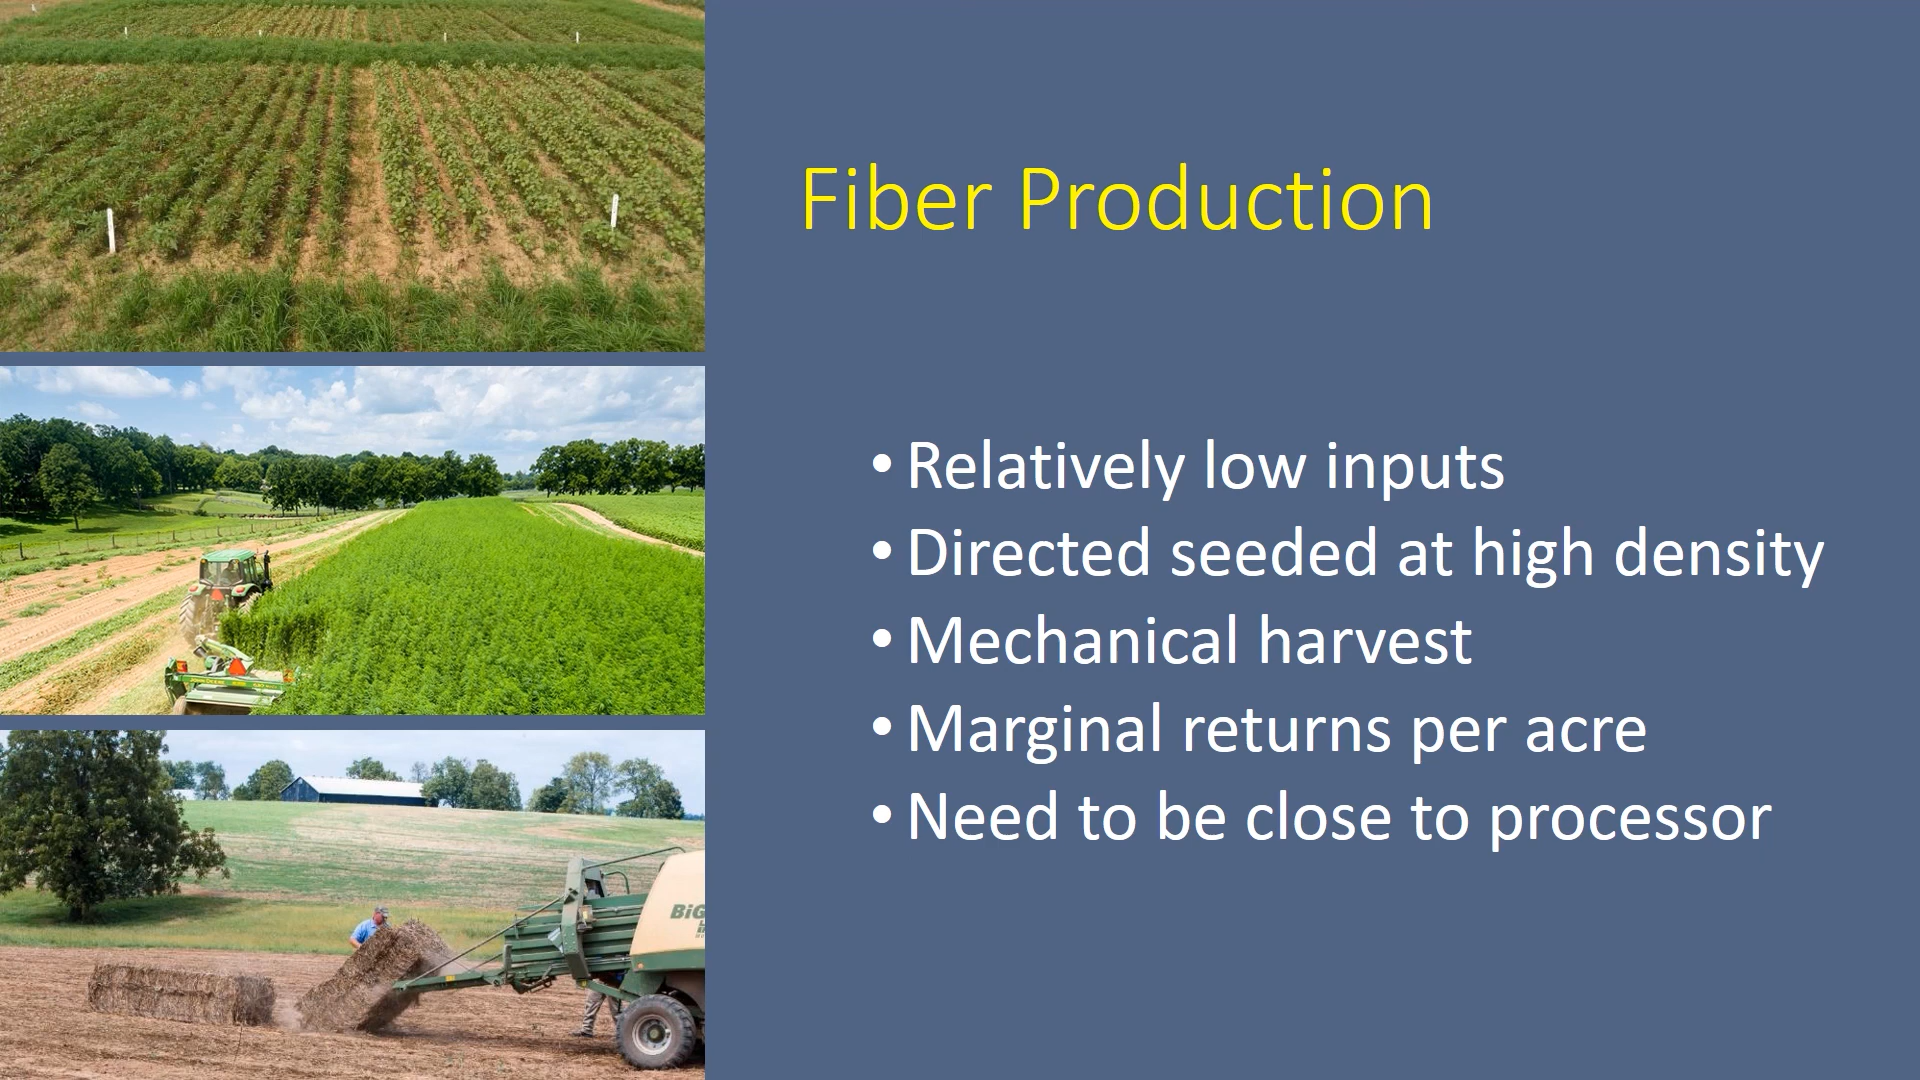 Fiber Production
• Relatively low inputs
• Directed seeded at high density
• Mechanical harvest
• Marginal returns per acre
• Need to be close to processor
BiG